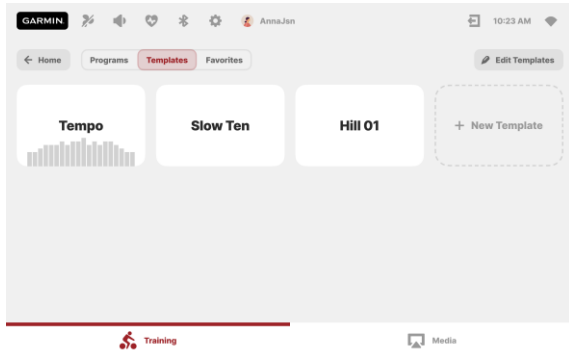 GARMIN AnnaJsn 10:23 AM
Home Programs Templates Favorites Edit Templates
Tempo Slow Ten Hill 01 + New Template
Training Media